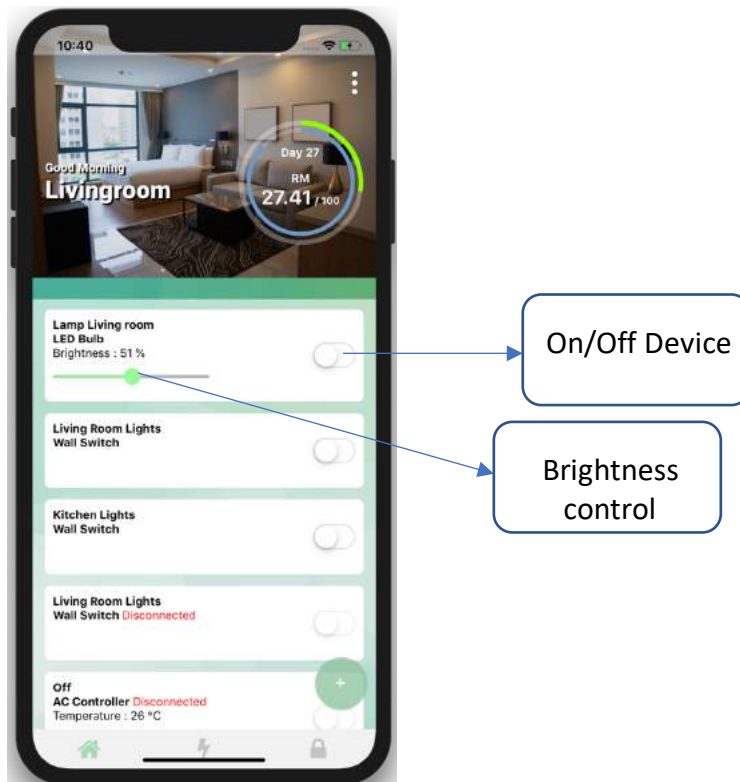 10:40
Good Morning
Livingroom
Day 27
RM
27.41 / 100
Lamp Living room
LED Bulb
Brightness : 51 %
On/Off Device
Brightness
control
Living Room Lights
Wall Switch
Kitchen Lights
Wall Switch
Living Room Lights
Wall Switch Disconnected
Off
AC Controller Disconnected
Temperature : 26 °C
+